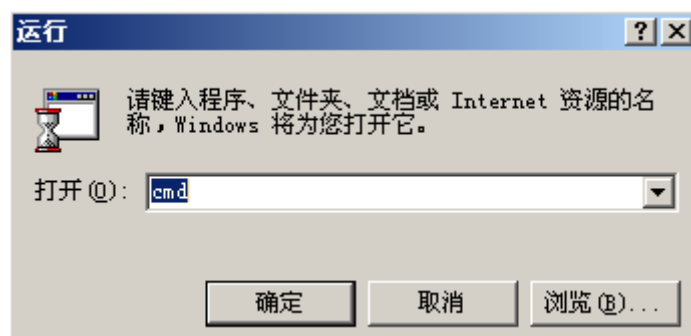 运行
请键入程序、文件夹、文档或 Internet 资源的名
称，Windows 将为您打开它。
打开(O): cmd
确定 取消 浏览(B)...